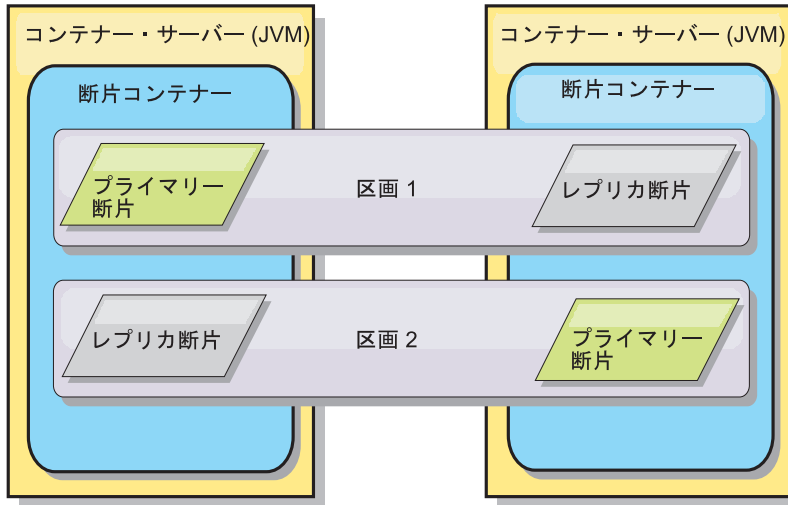 コンテナー・サーバー (JVM)
コンテナー・サーバー (JVM)
断片コンテナー
断片コンテナー
プライマリー
断片
区画 1
レプリカ断片
レプリカ断片
区画 2
プライマリー
断片